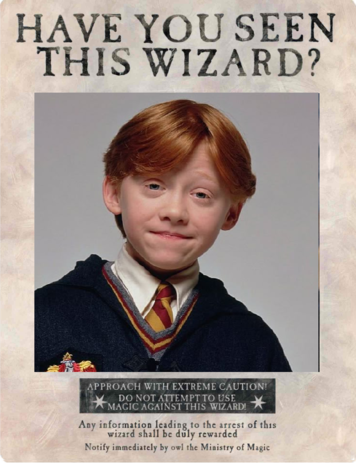 HAVE YOU SEEN
THIS WIZARD?
APPROACH WITH EXTREME CAUTION!
DO NOT ATTEMPT TO USE
MAGIC AGAINST THIS WIZARD!
Any information leading to the arrest of this
wizard shall be duly rewarded
Notify immediately by owl the Ministry of Magic